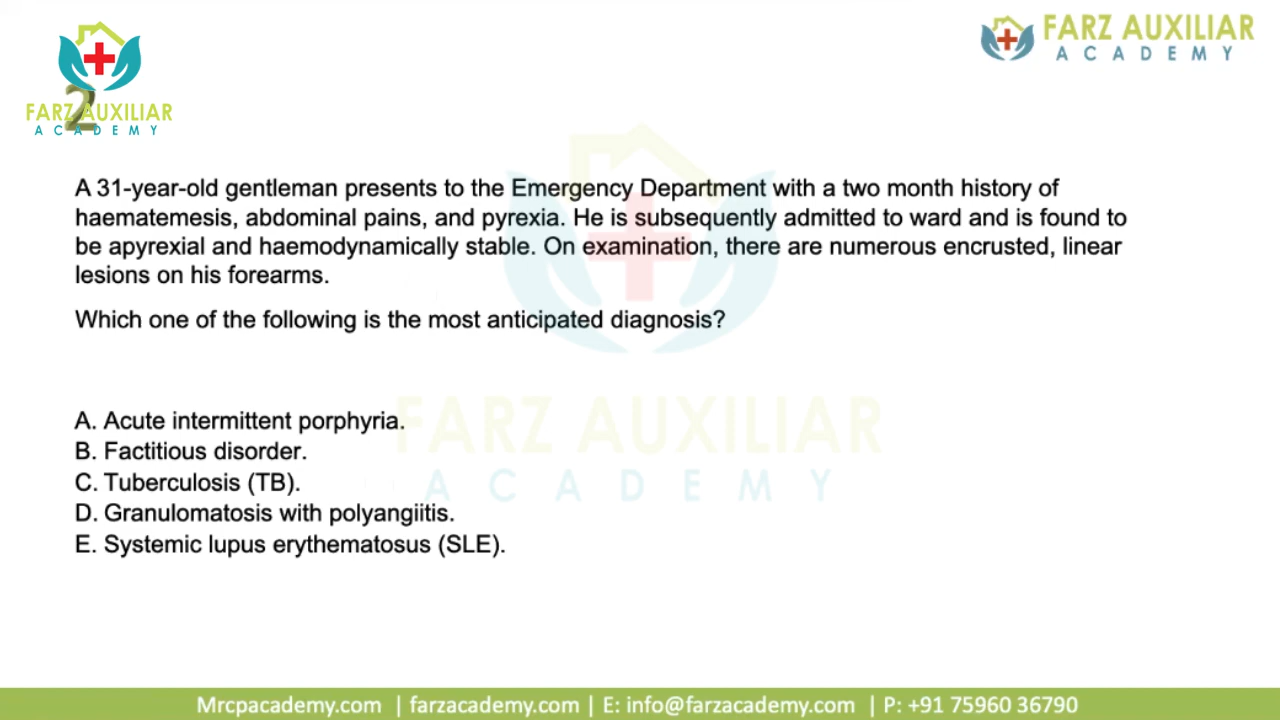 FARZ AUXILIAR
ACADEMY
2
FARZ AUXILIAR
ACADEMY
A 31-year-old gentleman presents to the Emergency Department with a two month history of
haematemesis, abdominal pains, and pyrexia. He is subsequently admitted to ward and is found to
be apyrexial and haemodynamically stable. On examination, there are numerous encrusted, linear
lesions on his forearms.
Which one of the following is the most anticipated diagnosis?
FARZ AUXILIAR
ACADEMY
A. Acute intermittent porphyria.
B. Factitious disorder.
C. Tuberculosis (TB).
D. Granulomatosis with polyangiitis.
E. Systemic lupus erythematosus (SLE).
Mrcpacademy.com | farzacademy.com | E: info@farzacademy.com | P: +91 75960 36790